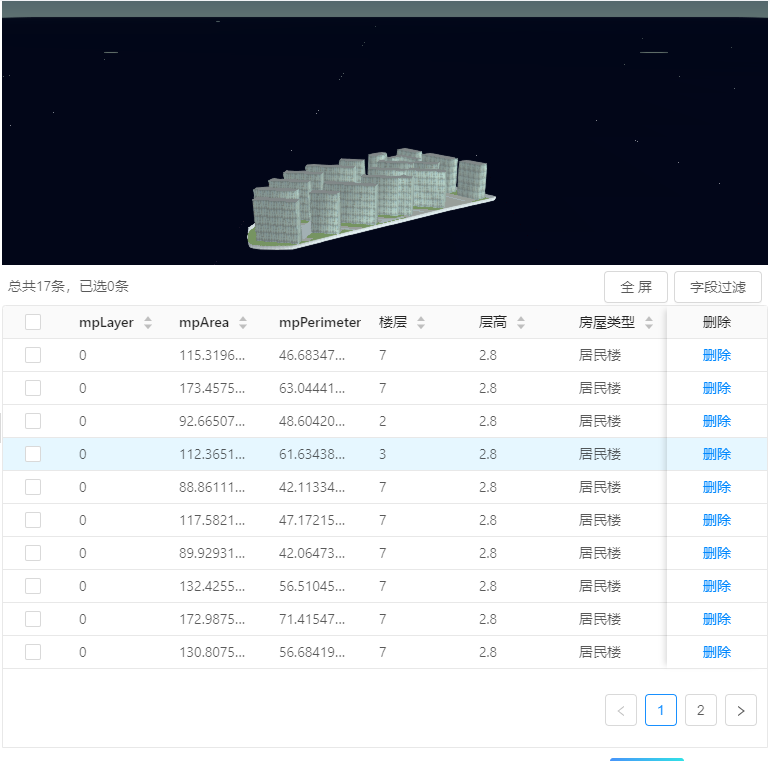 总共17条，已选0条 全 屏 字段过滤
mpLayer mpArea mpPerimeter 楼层 层高 房屋类型 删除
0 115.3196... 46.68347... 7 2.8 居民楼 删除
0 173.4575... 63.04441... 7 2.8 居民楼 删除
0 92.66507... 48.60420... 2 2.8 居民楼 删除
0 112.3651... 61.63438... 3 2.8 居民楼 删除
0 88.86111... 42.11334... 7 2.8 居民楼 删除
0 117.5821... 47.17215... 7 2.8 居民楼 删除
0 89.92931... 42.06473... 7 2.8 居民楼 删除
0 132.4255... 56.51045... 7 2.8 居民楼 删除
0 172.9875... 71.41547... 7 2.8 居民楼 删除
0 130.8075... 56.68419... 7 2.8 居民楼 删除
< 1 2 >